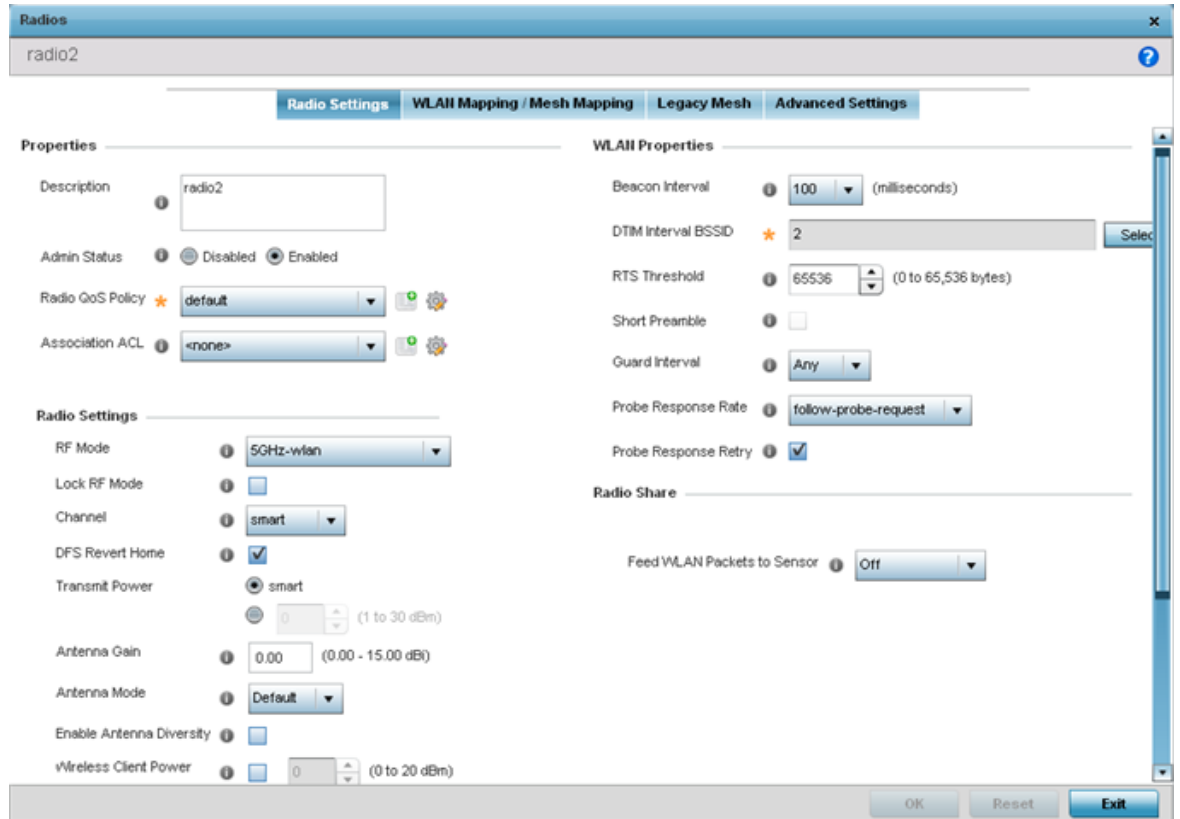 Radios
radio2
Radio Settings
WLAN Mapping / Mesh Mapping
Legacy Mesh
Advanced Settings
Properties
Description
radio2
Admin Status
Disabled
Enabled
Radio QoS Policy
default
Association ACL
<none>
Radio Settings
RF Mode
5GHz-wlan
Lock RF Mode
Channel
smart
DFS Revert Home
Transmit Power
smart
0
(1 to 30 dBm)
Antenna Gain
0.00
(0.00 - 15.00 dBi)
Antenna Mode
Default
Enable Antenna Diversity
Wireless Client Power
0
(0 to 20 dBm)
WLAN Properties
Beacon Interval
100
(milliseconds)
DTIM Interval BSSID
2
Selec
RTS Threshold
65536
(0 to 65,536 bytes)
Short Preamble
Guard Interval
Any
Probe Response Rate
follow-probe-request
Probe Response Retry
Radio Share
Feed WLAN Packets to Sensor
Off
OK
Reset
Exit